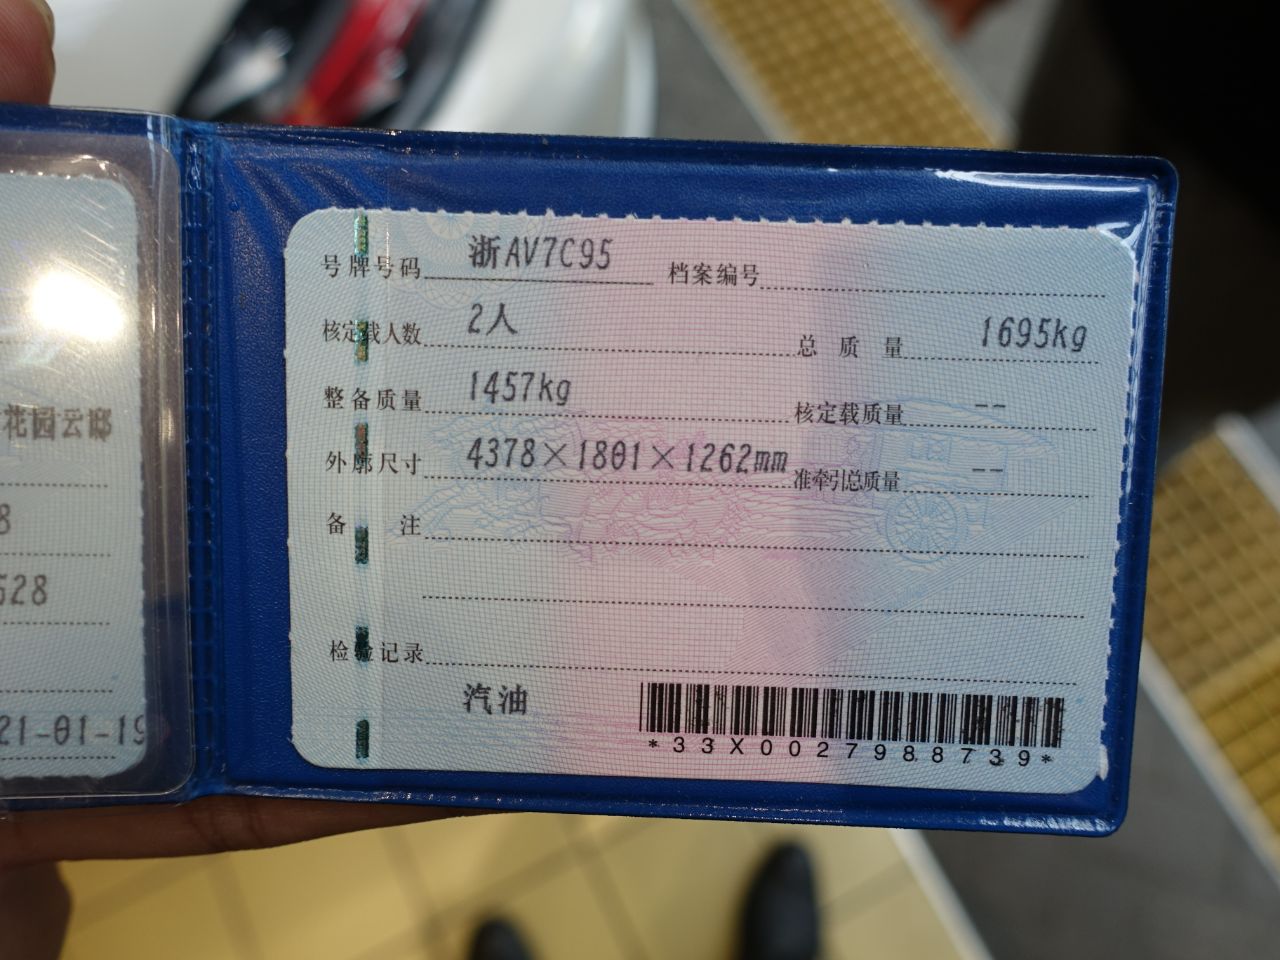 号牌号码 浙AV7C95 档案编号
核定载人数 2人 总质量 1695kg
整备质量 1457kg 核定载质量 --
外廓尺寸 4378×1801×1262mm 准牵引总质量 --
备注
检验记录
汽油
*33X0027988739*
花园云邸
8
528
21-01-19